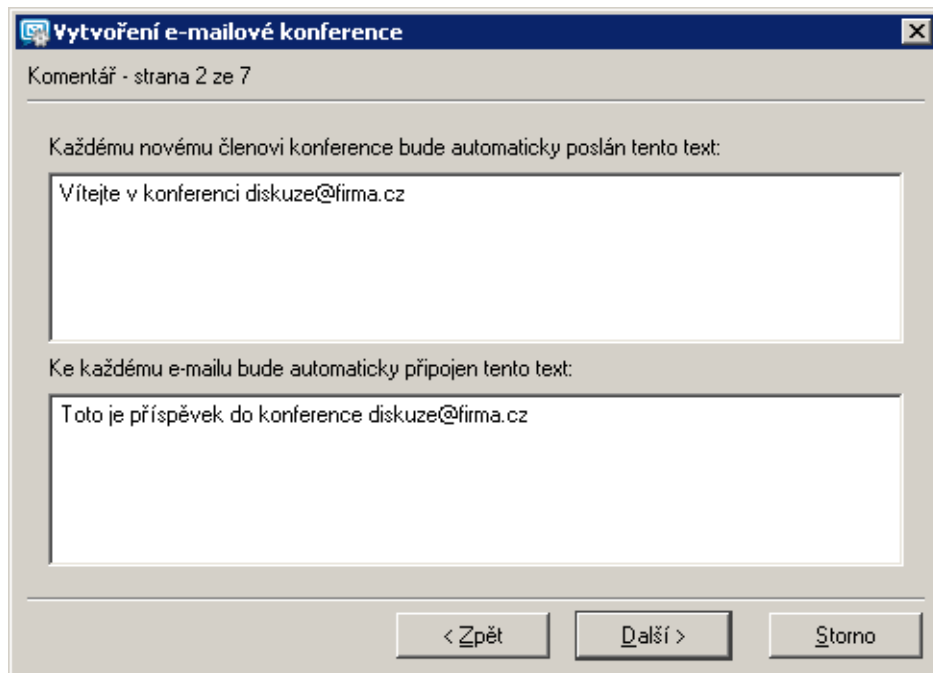 Vytvoření e-mailové konference
Komentář - strana 2 ze 7
Každému novému členovi konference bude automaticky poslán tento text:
Vítejte v konferenci diskuze@firma.cz
Ke každému e-mailu bude automaticky připojen tento text:
Toto je příspěvek do konference diskuze@firma.cz
< Zpět
Další >
Storno